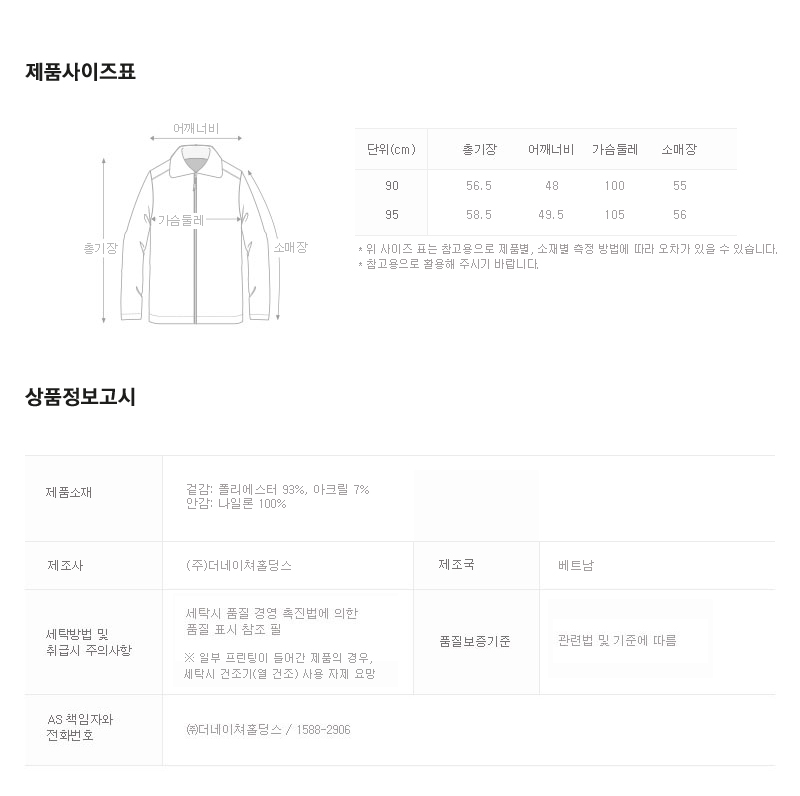 제품사이즈표
어깨너비
가슴둘레
총기장
소매장
단위(cm) 총기장 어깨너비 가슴둘레 소매장
90 56.5 48 100 55
95 58.5 49.5 105 56
* 위 사이즈 표는 참고용으로 제품별, 소재별 측정 방법에 따라 오차가 있을 수 있습니다.
* 참고용으로 활용해 주시기 바랍니다.
상품정보고시
제품소재
겉감: 폴리에스터 93%, 아크릴 7%
안감: 나일론 100%
제조사 (주)더네이쳐홀딩스 제조국 베트남
세탁방법 및
취급시 주의사항
세탁시 품질 경영 촉진법에 의한
품질 표시 참조 필
※ 일부 프린팅이 들어간 제품의 경우,
세탁시 건조기(열 건조) 사용 자제 요망
품질보증기준 관련법 및 기준에 따름
AS 책임자와
전화번호
㈜더네이쳐홀딩스 / 1588-2906